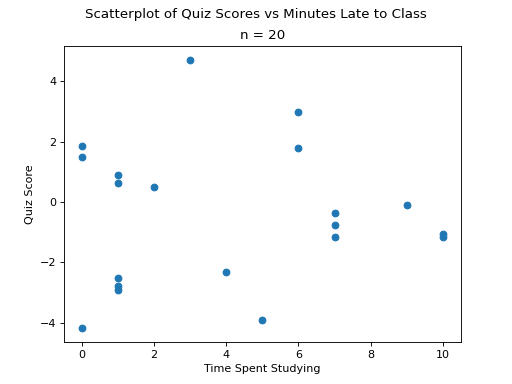 Scatterplot of Quiz Scores vs Minutes Late to Class
n = 20
Quiz Score
4
2
0
−2
−4
0 2 4 6 8 10
Time Spent Studying